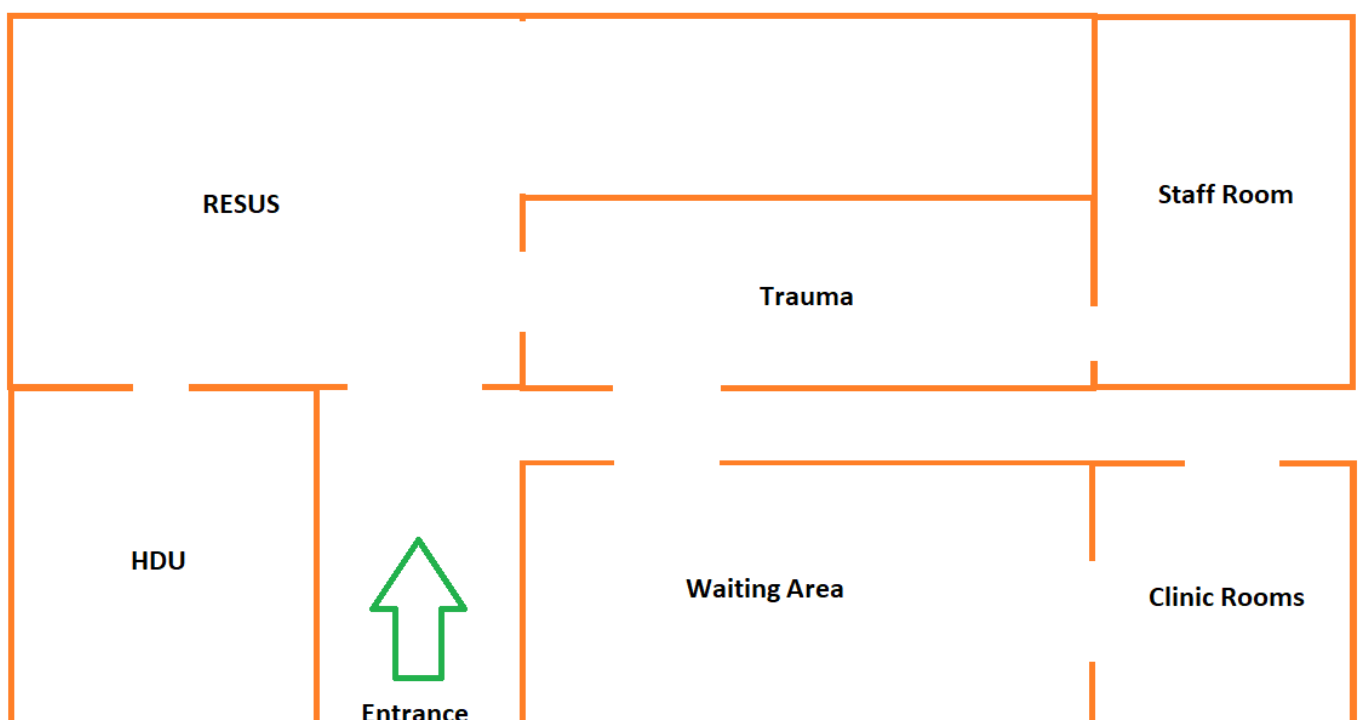 RESUS
Staff Room
Trauma
HDU
Waiting Area
Clinic Rooms
Entrance